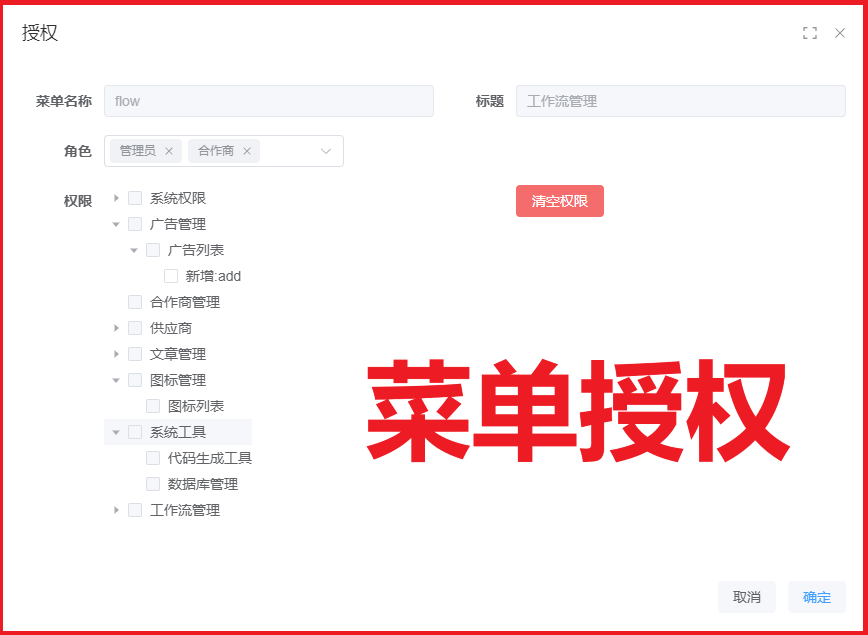 授权
菜单名称 flow 标题 工作流管理
角色 管理员 合作商
权限 系统权限 清空权限
广告管理
广告列表
新增:add
合作商管理
供应商
文章管理
图标管理
图标列表
系统工具
代码生成工具
数据库管理
工作流管理
菜单授权
取消 确定